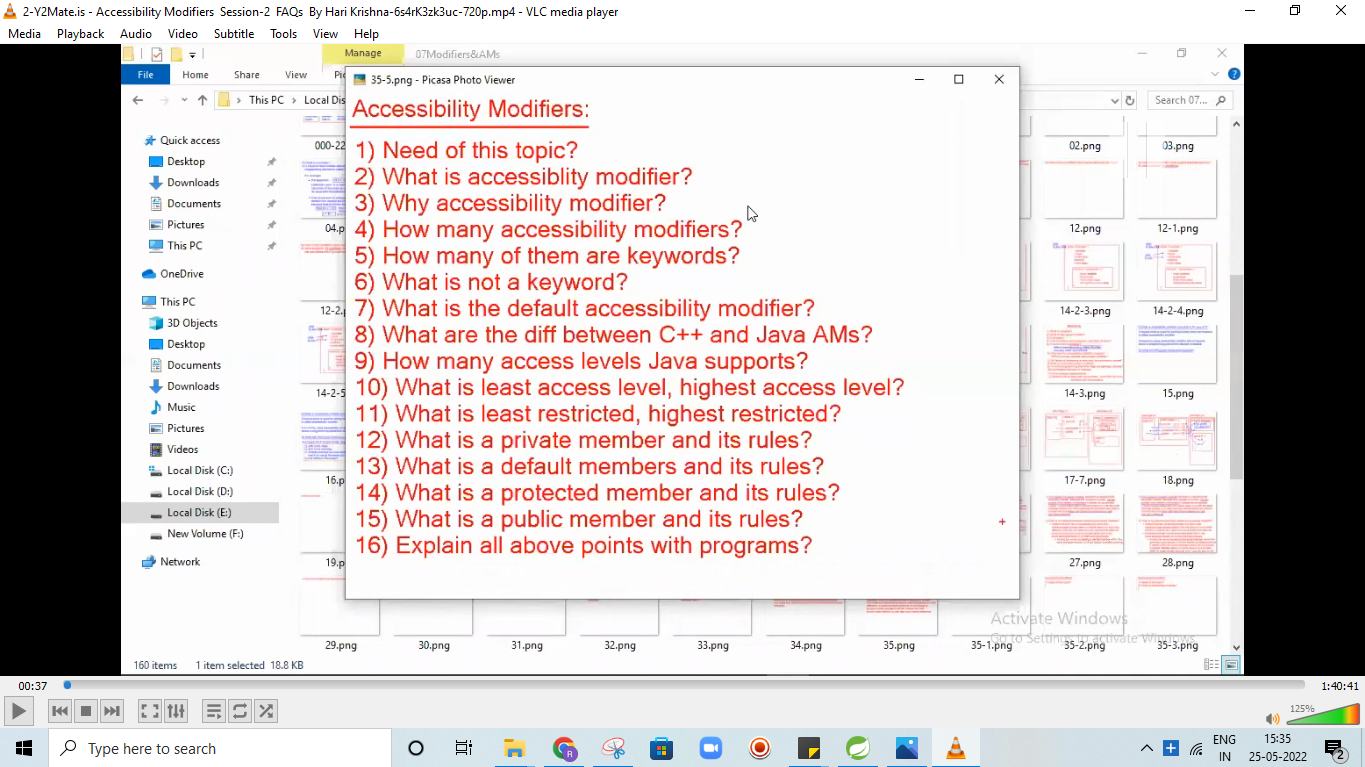 2-Y2Mate.is - Accessibility Modifiers Session-2 FAQs By Hari Krishna-6s4rK3zk3uc-720p.mp4 - VLC media player
Media Playback Audio Video Subtitle Tools View Help
Manage 07Modifiers&AMs
File Home Share View
This PC Local Search 07...
35-5.png - Picasa Photo Viewer
Accessibility Modifiers:
1) Need of this topic?
2) What is accessiblity modifier?
3) Why accessibility modifier?
4) How many accessibility modifiers?
5) How many of them are keywords?
6) What is not a keyword?
7) What is the default accessibility modifier?
8) What are the diff between C++ and Java AMs?
9) How many access levels Java supports?
10) What is least access level, highest access level?
11) What is least restricted, highest restricted?
12) What is a private member and its rules?
13) What is a default members and its rules?
14) What is a protected member and its rules?
15) What is a public member and its rules?
16) Explain all above points with programs?
Quick access
Desktop
Downloads
Documents
Pictures
This PC
OneDrive
This PC
3D Objects
Desktop
Documents
Downloads
Music
Pictures
Videos
Local Disk (C:)
Local Disk (D:)
Local Disk (E:)
New Volume (F:)
Network
000-22
02.png 03.png
04.p
12.png 12-1.png
12-2.p
14-2-3.png 14-2-4.png
14-2-5
14-3.png 15.png
16.p
17-7.png 18.png
19.p
27.png 28.png
29.png 30.png 31.png 32.png 33.png 34.png 35.png 35-1.png 35-2.png 35-3.png
Activate Windows
Go to Settings to activate Windows.
160 items 1 item selected 18.8 KB
00:37 1:40:41
125%
Type here to search
ENG
IN
15:35
25-05-2022
2